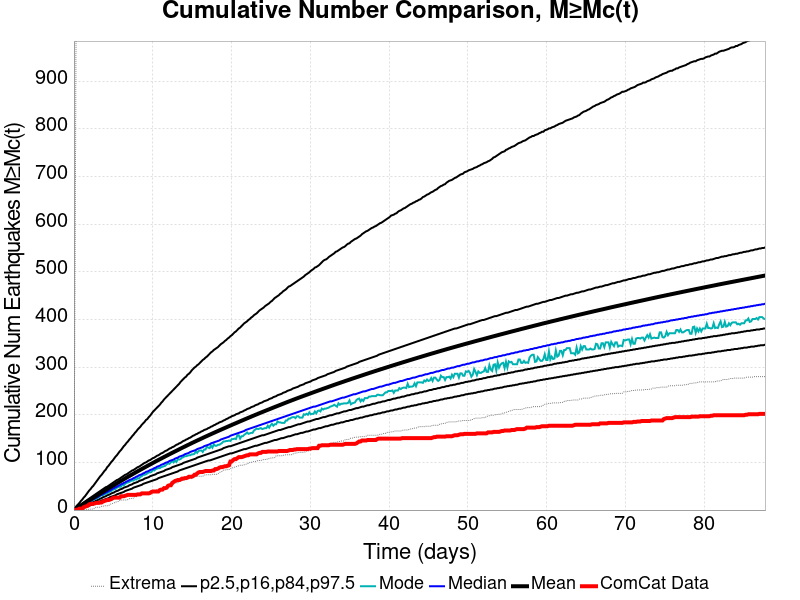 Cumulative Number Comparison, M≥Mc(t)
Cumulative Num Earthquakes M≥Mc(t)
900
800
700
600
500
400
300
200
100
0
0 10 20 30 40 50 60 70 80
Time (days)
Extrema p2.5,p16,p84,p97.5 Mode Median Mean ComCat Data